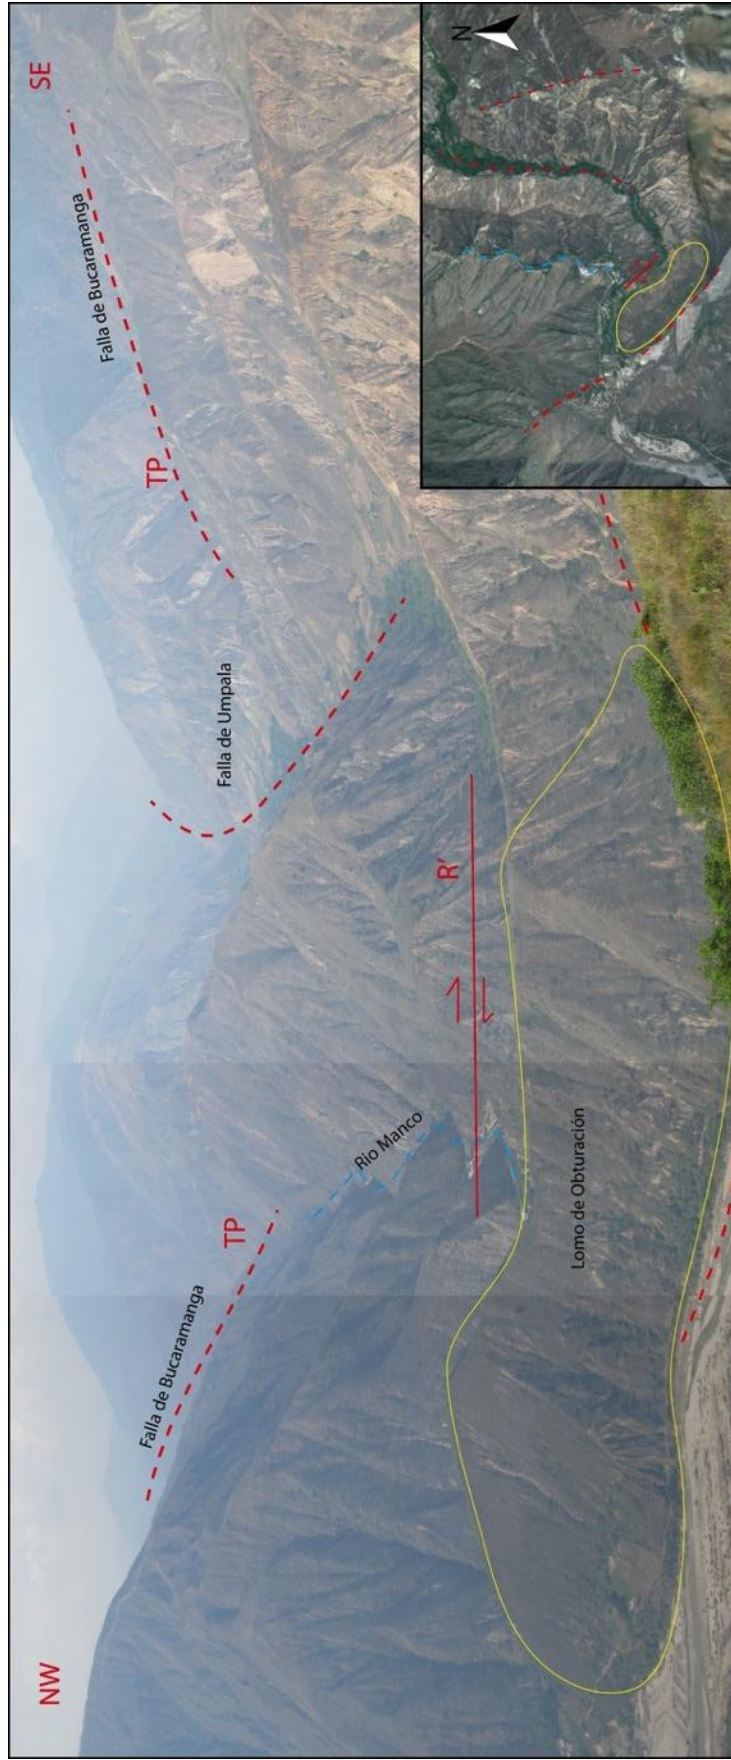 NW
SE
Falla de Bucaramanga
TP
Falla de Bucaramanga
TP
Falla de Umpala
Rio Manco
R'
Lomo de Obturación
N